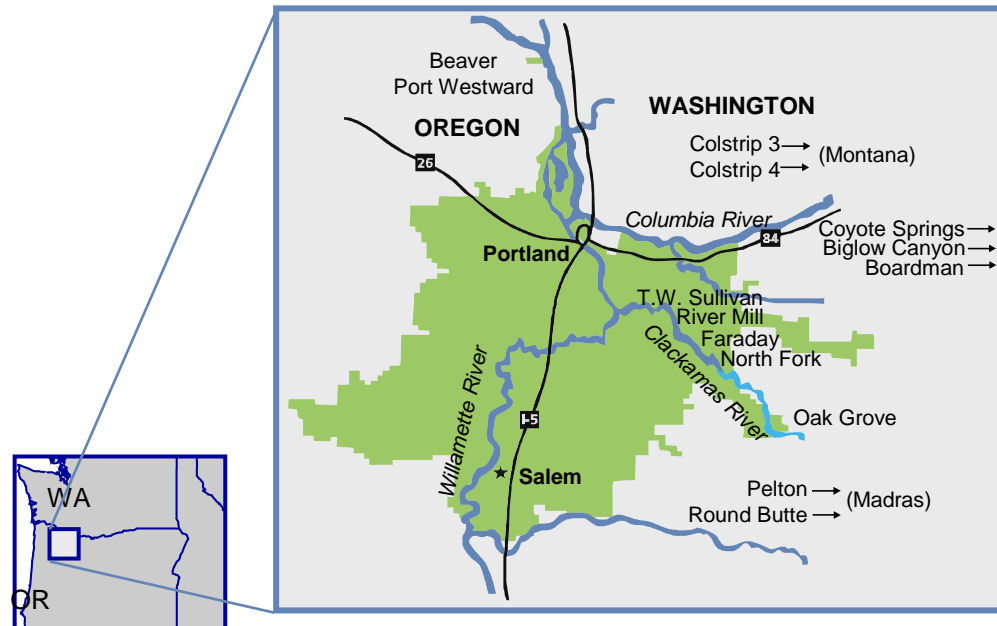 Beaver
Port Westward
WASHINGTON
OREGON
Colstrip 3
(Montana)
Colstrip 4
26
Columbia River
84
Coyote Springs
Biglow Canyon
Boardman
Portland
T.W. Sullivan
River Mill
Faraday
North Fork
Clackamas River
Willamette River
I-5
Oak Grove
Salem
Pelton
(Madras)
Round Butte
WA
OR